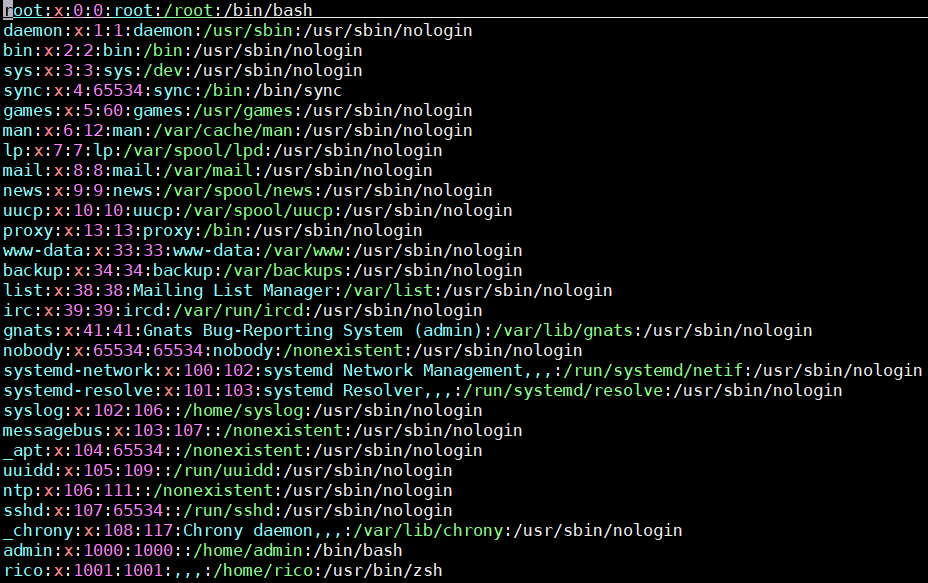 root:x:0:0:root:/root:/bin/bash
daemon:x:1:1:daemon:/usr/sbin:/usr/sbin/nologin
bin:x:2:2:bin:/bin:/usr/sbin/nologin
sys:x:3:3:sys:/dev:/usr/sbin/nologin
sync:x:4:65534:sync:/bin:/bin/sync
games:x:5:60:games:/usr/games:/usr/sbin/nologin
man:x:6:12:man:/var/cache/man:/usr/sbin/nologin
lp:x:7:7:lp:/var/spool/lpd:/usr/sbin/nologin
mail:x:8:8:mail:/var/mail:/usr/sbin/nologin
news:x:9:9:news:/var/spool/news:/usr/sbin/nologin
uucp:x:10:10:uucp:/var/spool/uucp:/usr/sbin/nologin
proxy:x:13:13:proxy:/bin:/usr/sbin/nologin
www-data:x:33:33:www-data:/var/www:/usr/sbin/nologin
backup:x:34:34:backup:/var/backups:/usr/sbin/nologin
list:x:38:38:Mailing List Manager:/var/list:/usr/sbin/nologin
irc:x:39:39:ircd:/var/run/ircd:/usr/sbin/nologin
gnats:x:41:41:Gnats Bug-Reporting System (admin):/var/lib/gnats:/usr/sbin/nologin
nobody:x:65534:65534:nobody:/nonexistent:/usr/sbin/nologin
systemd-network:x:100:102:systemd Network Management,,,:/run/systemd/netif:/usr/sbin/nologin
systemd-resolve:x:101:103:systemd Resolver,,,:/run/systemd/resolve:/usr/sbin/nologin
syslog:x:102:106::/home/syslog:/usr/sbin/nologin
messagebus:x:103:107::/nonexistent:/usr/sbin/nologin
_apt:x:104:65534::/nonexistent:/usr/sbin/nologin
uuidd:x:105:109::/run/uuidd:/usr/sbin/nologin
ntp:x:106:111::/nonexistent:/usr/sbin/nologin
sshd:x:107:65534::/run/sshd:/usr/sbin/nologin
_chrony:x:108:117:Chrony daemon,,,:/var/lib/chrony:/usr/sbin/nologin
admin:x:1000:1000::/home/admin:/bin/bash
rico:x:1001:1001:,,,:/home/rico:/usr/bin/zsh